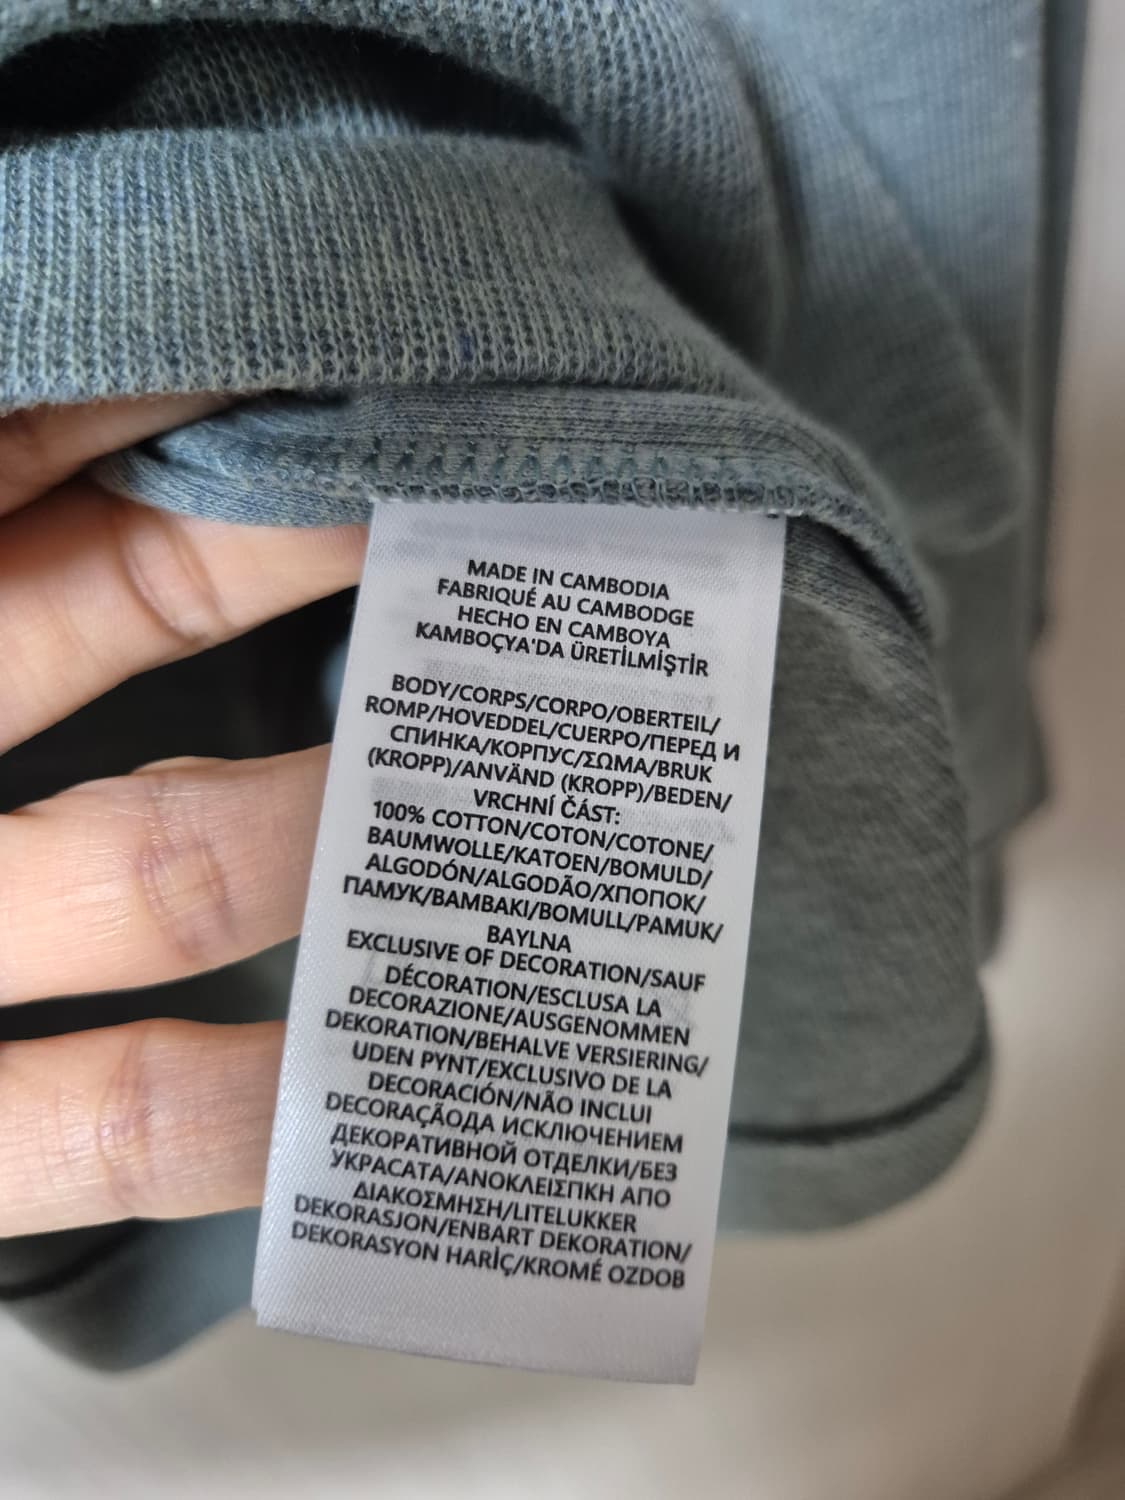 MADE IN CAMBODIA
FABRIQUÉ AU CAMBODGE
HECHO EN CAMBOYA
KAMBOÇYA'DA ÜRETİLMİŞTİR
BODY/CORPS/CORPO/OBERTEIL/
ROMP/HOVEDDEL/CUERPO/ПЕРЕД И
СПИНКА/КОРПУС/ΣΩΜΑ/BRUK
(KROPP)/ANVÄND (KROPP)/BEDEN/
VRCHNÍ ČÁST:
100% COTTON/COTON/COTONE/
BAUMWOLLE/KATOEN/BOMULD/
ALGODÓN/ALGODÃO/ХПОПОК/
ПАМУК/BAMBAKI/BOMULL/PAMUK/
BAYLNA
EXCLUSIVE OF DECORATION/SAUF
DÉCORATION/ESCLUSA LA
DECORAZIONE/AUSGENOMMEN
DEKORATION/BEHALVE VERSIERING/
UDEN PYNT/EXCLUSIVO DE LA
DECORACIÓN/NÃO INCLUI
DECORAÇÃOДА ИСКЛЮЧЕНИЕМ
ДЕКОРАТИВНОЙ ОТДЕЛКИ/БЕЗ
УКРАСАТА/ΑΝΟΚΛΕΙΣΠΚΗ ΑΠΟ
ΔΙΑΚΟΣΜΗΣΗ/LITELUKKER
DEKORASJON/ENBART DEKORATION/
DEKORASYON HARİÇ/KROMÉ OZDOB